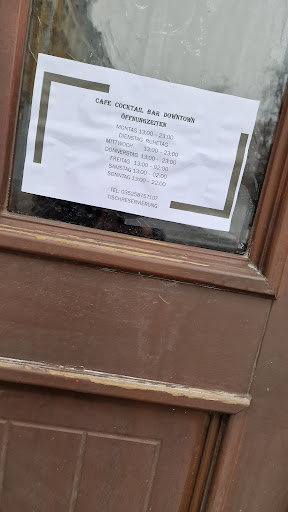 CAFE COCKTAIL BAR DOWNTOWN
ÖFFNUNGSZEITEN
MONTAG 13:00 - 23:00
DIENSTAG RUHETAG
MITTWOCH 13:00 - 23:00
DONNERSTAG 13:00 - 23:00
FREITAG 13:00 - 02:00
SAMSTAG 13:00 - 02:00
SONNTAG 13:00 - 22:00
TEL:
TISCHRESERVIERUNG